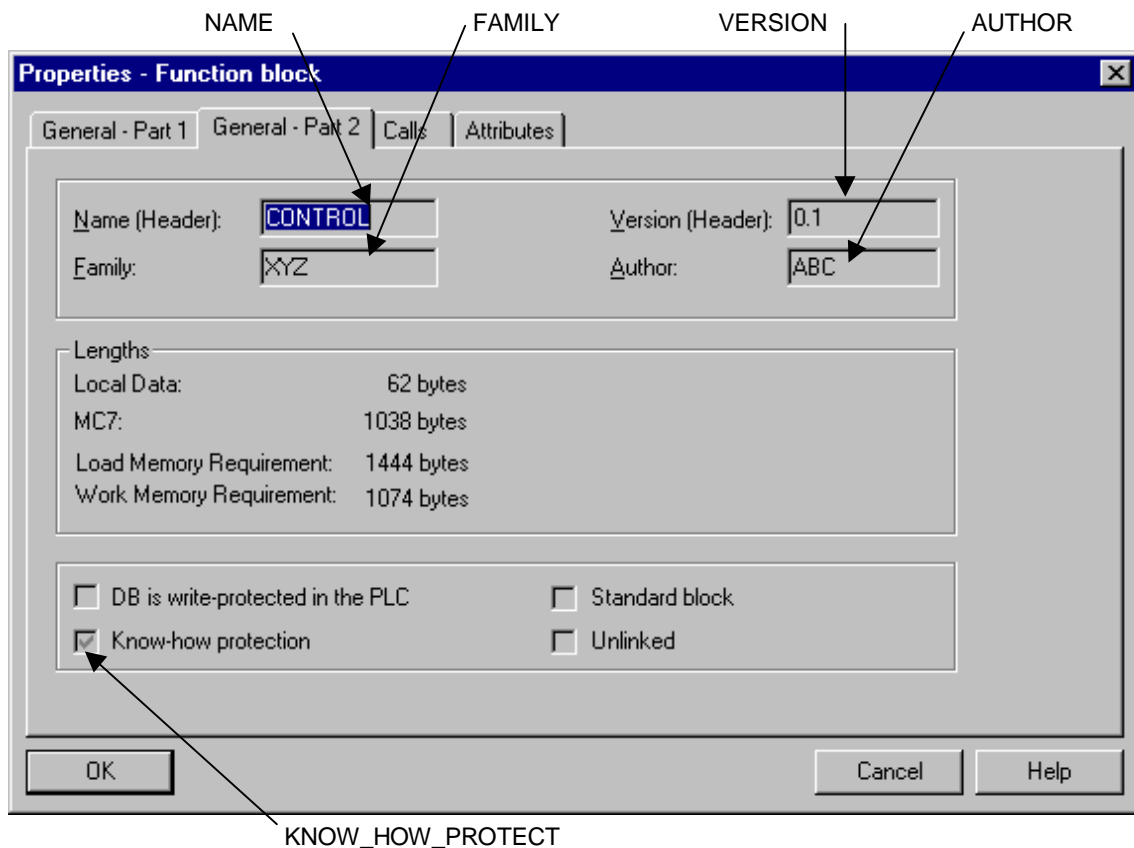 NAME FAMILY VERSION AUTHOR
Properties - Function block
General - Part 1 General - Part 2 Calls Attributes
Name (Header): CONTROL Version (Header): 0.1
Family: XYZ Author: ABC
Lengths
Local Data: 62 bytes
MC7: 1038 bytes
Load Memory Requirement: 1444 bytes
Work Memory Requirement: 1074 bytes
DB is write-protected in the PLC Standard block
Know-how protection Unlinked
OK Cancel Help
KNOW_HOW_PROTECT